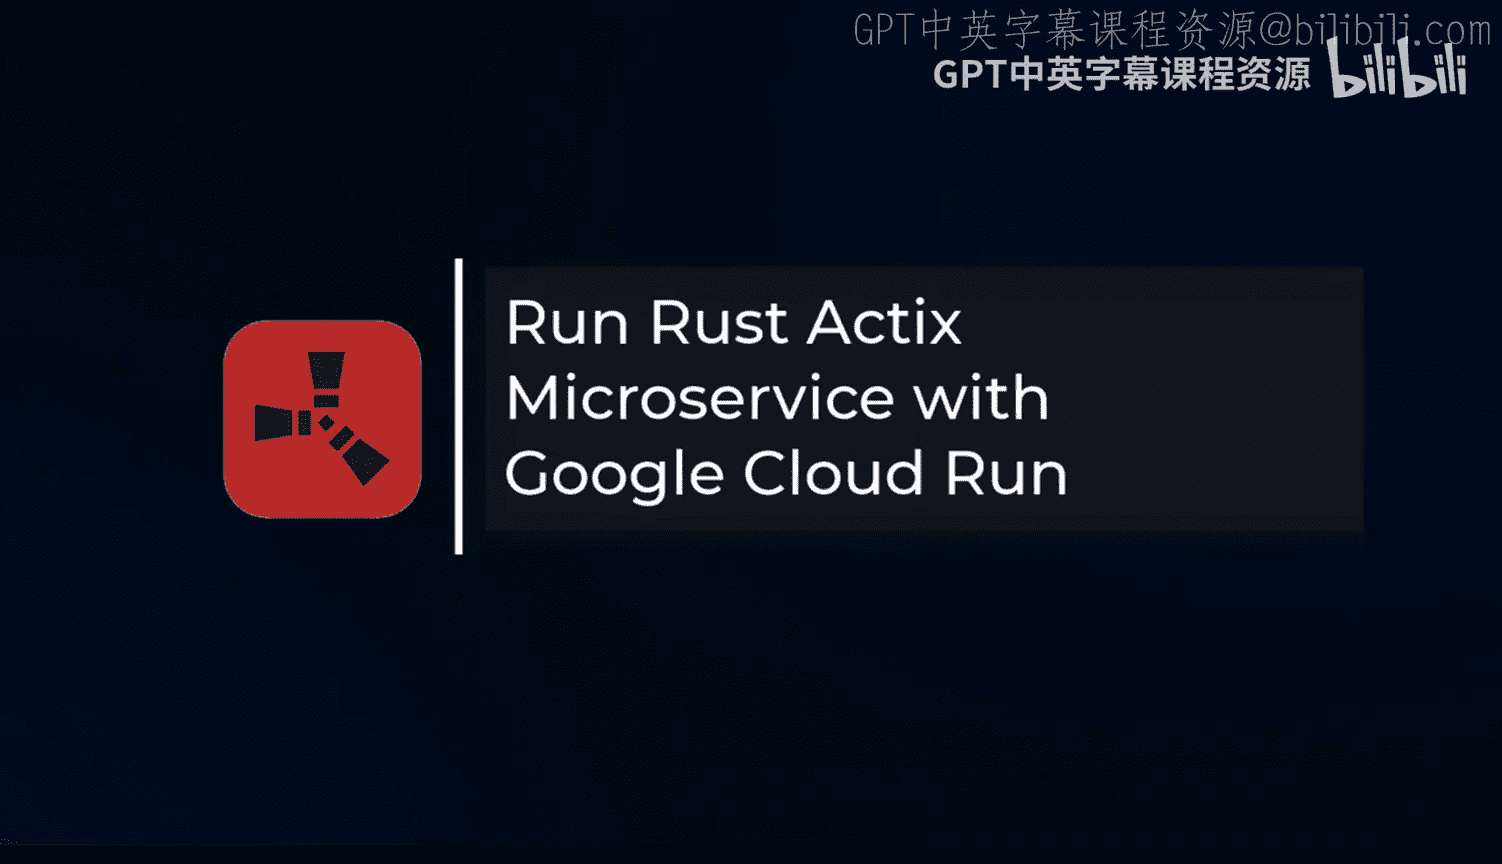 GPT中英字幕课程资源@bilibili.com
GPT中英字幕课程资源 bilibili
Run Rust Actix
Microservice with
Google Cloud Run